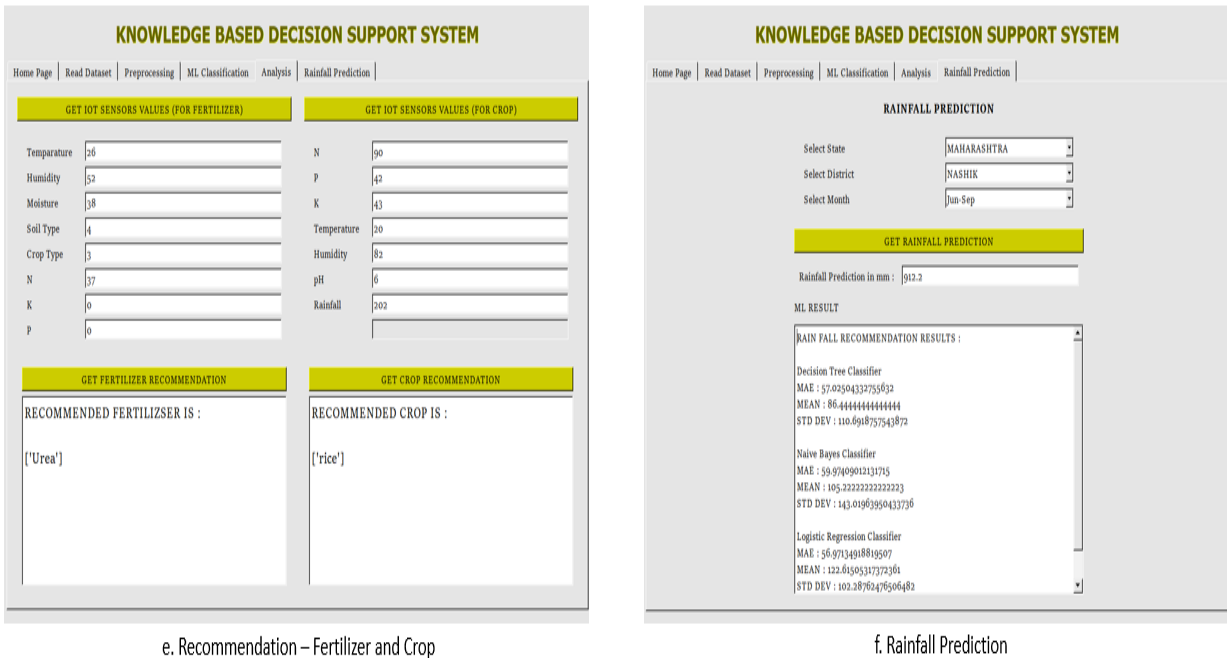 KNOWLEDGE BASED DECISION SUPPORT SYSTEM
Home Page Read Dataset Preprocessing ML Classification Analysis Rainfall Prediction
GET IOT SENSORS VALUES (FOR FERTILIZER) GET IOT SENSORS VALUES (FOR CROP)
Temparature 26 N 90
Humidity 52 P 42
Moisture 38 K 43
Soil Type 4 Temperature 20
Crop Type 3 Humidity 82
N 37 pH 6
K 0 Rainfall 202
P 0
GET FERTILIZER RECOMMENDATION GET CROP RECOMMENDATION
RECOMMENDED FERTILIZSER IS : RECOMMENDED CROP IS :
['Urea'] ['rice']
e. Recommendation – Fertilizer and Crop
KNOWLEDGE BASED DECISION SUPPORT SYSTEM
Home Page Read Dataset Preprocessing ML Classification Analysis Rainfall Prediction
RAINFALL PREDICTION
Select State MAHARASHTRA
Select District NASHIK
Select Month Jun-Sep
GET RAINFALL PREDICTION
Rainfall Prediction in mm : 912.2
ML RESULT
RAIN FALL RECOMMENDATION RESULTS :
Decision Tree Classifier
MAE : 57.02504332755632
MEAN : 86.44444444444444
STD DEV : 110.6918757543872
Naive Bayes Classifier
MAE : 59.97409012131715
MEAN : 105.22222222222223
STD DEV : 143.01963950433736
Logistic Regression Classifier
MAE : 56.97134918819507
MEAN : 122.61505317372361
STD DEV : 102.28762476506482
f. Rainfall Prediction